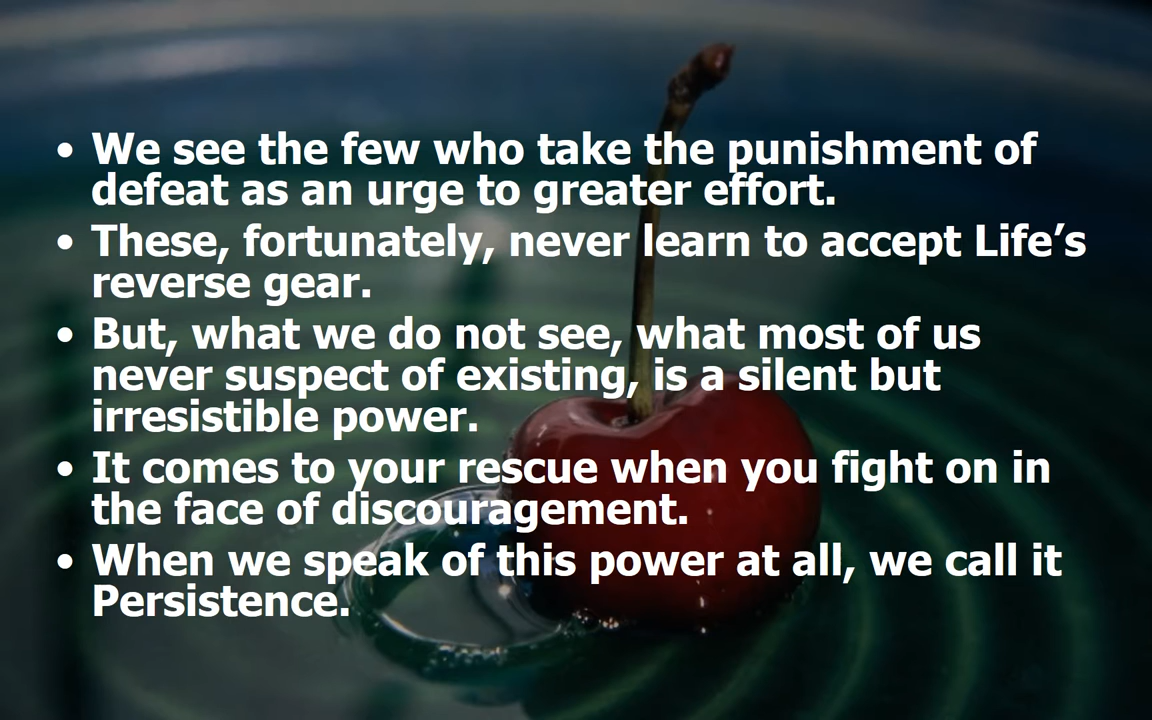 • We see the few who take the punishment of
defeat as an urge to greater effort.
• These, fortunately, never learn to accept Life’s
reverse gear.
• But, what we do not see, what most of us
never suspect of existing, is a silent but
irresistible power.
• It comes to your rescue when you fight on in
the face of discouragement.
• When we speak of this power at all, we call it
Persistence.